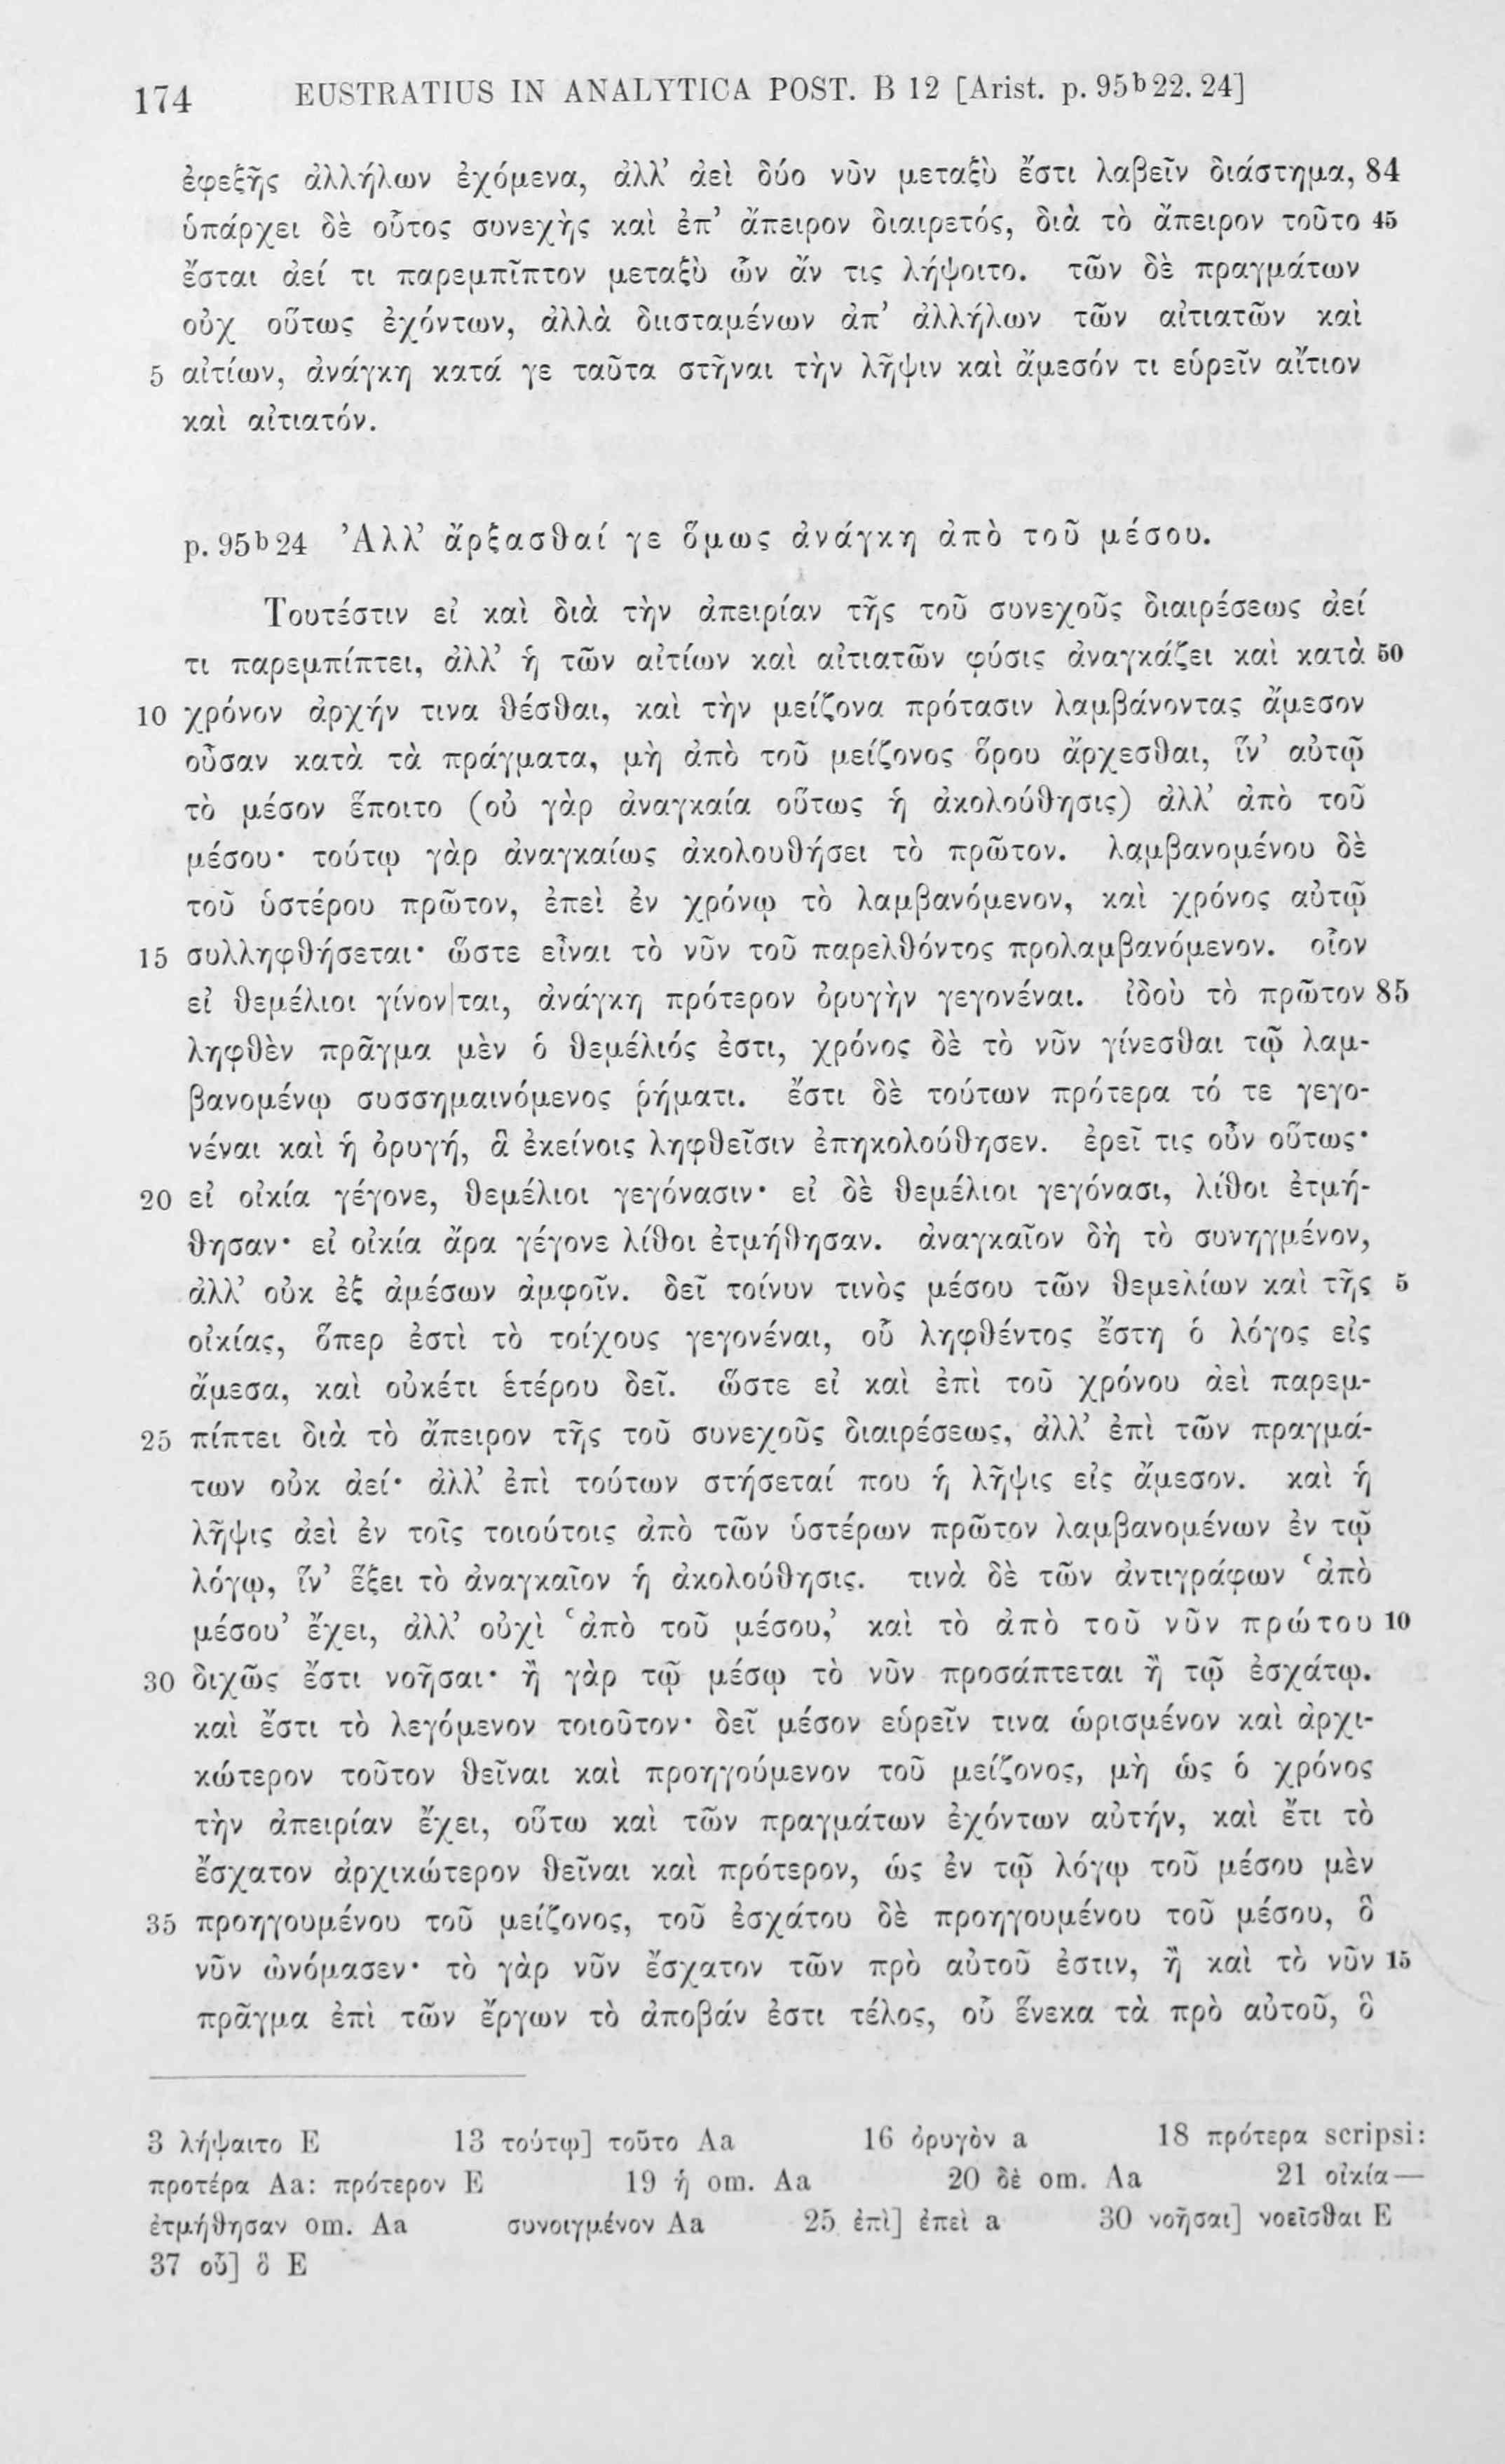 174 EUSTRATIUS IN ANALYTICA POST. B 12 [Arist. p. 95b22. 24]
ἐφεξῆς ἀλλήλων ἐχόμενα, ἀλλ’ ἀεὶ δύο νῦν μεταξὺ ἔστι λαβεῖν διάστημα, 84
ὑπάρχει δὲ οὗτος συνεχὴς καὶ ἐπ’ ἄπειρον διαιρετός, διὰ τὸ ἄπειρον τοῦτο 45
ἔσται ἀεί τι παρεμπῖπτον μεταξὺ ὧν ἄν τις λήψοιτο. τῶν δὲ πραγμάτων
οὐχ οὕτως ἐχόντων, ἀλλὰ διισταμένων ἀπ’ ἀλλήλων τῶν αἰτιατῶν καὶ
5 αἰτίων, ἀνάγκη κατά γε ταῦτα στῆναι τὴν λῆψιν καὶ ἄμεσόν τι εὑρεῖν αἴτιον
καὶ αἰτιατόν.
p. 95b24 Ἀλλ’ ἄρξασθαί γε ὅμως ἀνάγκη ἀπὸ τοῦ μέσου.
Τουτέστιν εἰ καὶ διὰ τὴν ἀπειρίαν τῆς τοῦ συνεχοῦς διαιρέσεως ἀεί
τι παρεμπίπτει, ἀλλ’ ἡ τῶν αἰτίων καὶ αἰτιατῶν φύσις ἀναγκάζει καὶ κατὰ 50
10 χρόνον ἀρχήν τινα θέσθαι, καὶ τὴν μείζονα πρότασιν λαμβάνοντας ἄμεσον
οὖσαν κατὰ τὰ πράγματα, μὴ ἀπὸ τοῦ μείζονος ὅρου ἄρχεσθαι, ἵν’ αὐτῷ
τὸ μέσον ἕποιτο (οὐ γὰρ ἀναγκαία οὕτως ἡ ἀκολούθησις) ἀλλ’ ἀπὸ τοῦ
μέσου· τούτῳ γὰρ ἀναγκαίως ἀκολουθήσει τὸ πρῶτον. λαμβανομένου δὲ
τοῦ ὑστέρου πρῶτον, ἐπεὶ ἐν χρόνῳ τὸ λαμβανόμενον, καὶ χρόνος αὐτῷ
15 συλληφθήσεται· ὥστε εἶναι τὸ νῦν τοῦ παρελθόντος προλαμβανόμενον. οἷον
εἰ θεμέλιοι γίνον|ται, ἀνάγκη πρότερον ὀρυγὴν γεγονέναι. ἰδοὺ τὸ πρῶτον 85
ληφθὲν πρᾶγμα μὲν ὁ θεμέλιός ἐστι, χρόνος δὲ τὸ νῦν γίνεσθαι τῷ λαμ-
βανομένῳ συσσημαινόμενος ῥήματι. ἔστι δὲ τούτων πρότερα τό τε γεγο-
νέναι καὶ ἡ ὀρυγή, ἃ ἐκείνοις ληφθεῖσιν ἐπηκολούθησεν. ἐρεῖ τις οὖν οὕτως·
20 εἰ οἰκία γέγονε, θεμέλιοι γεγόνασιν· εἰ δὲ θεμέλιοι γεγόνασι, λίθοι ἐτμή-
θησαν· εἰ οἰκία ἄρα γέγονε λίθοι ἐτμήθησαν. ἀναγκαῖον δὴ τὸ συνηγμένον,
ἀλλ’ οὐκ ἐξ ἀμέσων ἀμφοῖν. δεῖ τοίνυν τινὸς μέσου τῶν θεμελίων καὶ τῆς 5
οἰκίας, ὅπερ ἐστὶ τὸ τοίχους γεγονέναι, οὗ ληφθέντος ἔστη ὁ λόγος εἰς
ἄμεσα, καὶ οὐκέτι ἑτέρου δεῖ. ὥστε εἰ καὶ ἐπὶ τοῦ χρόνου ἀεὶ παρεμ-
25 πίπτει διὰ τὸ ἄπειρον τῆς τοῦ συνεχοῦς διαιρέσεως, ἀλλ’ ἐπὶ τῶν πραγμά-
των οὐκ ἀεί· ἀλλ’ ἐπὶ τούτων στήσεταί που ἡ λῆψις εἰς ἄμεσον. καὶ ἡ
λῆψις ἀεὶ ἐν τοῖς τοιούτοις ἀπὸ τῶν ὑστέρων πρῶτον λαμβανομένων ἐν τῷ
λόγῳ, ἵν’ ἕξει τὸ ἀναγκαῖον ἡ ἀκολούθησις. τινὰ δὲ τῶν ἀντιγράφων ‘ἀπὸ
μέσου’ ἔχει, ἀλλ’ οὐχὶ ‘ἀπὸ τοῦ μέσου,’ καὶ τὸ ἀπὸ τοῦ νῦν πρώτου 10
30 διχῶς ἔστι νοῆσαι· ἢ γὰρ τῷ μέσῳ τὸ νῦν προσάπτεται ἢ τῷ ἐσχάτῳ.
καὶ ἔστι τὸ λεγόμενον τοιοῦτον· δεῖ μέσον εὑρεῖν τινα ὡρισμένον καὶ ἀρχι-
κώτερον τοῦτον θεῖναι καὶ προηγούμενον τοῦ μείζονος, μὴ ὡς ὁ χρόνος
τὴν ἀπειρίαν ἔχει, οὕτω καὶ τῶν πραγμάτων ἐχόντων αὐτήν, καὶ ἔτι τὸ
ἔσχατον ἀρχικώτερον θεῖναι καὶ πρότερον, ὡς ἐν τῷ λόγῳ τοῦ μέσου μὲν
35 προηγουμένου τοῦ μείζονος, τοῦ ἐσχάτου δὲ προηγουμένου τοῦ μέσου, ὃ
νῦν ὠνόμασεν· τὸ γὰρ νῦν ἔσχατον τῶν πρὸ αὐτοῦ ἐστιν, ἢ καὶ τὸ νῦν 15
πρᾶγμα ἐπὶ τῶν ἔργων τὸ ἀποβάν ἐστι τέλος, οὗ ἕνεκα τὰ πρὸ αὐτοῦ, ὃ
3 λήψαιτο E 13 τούτῳ] τοῦτο Aa 16 ὀρυγὸν a 18 πρότερα scripsi:
προτέρα Aa: πρότερον E 19 ἡ om. Aa 20 δὲ om. Aa 21 οἰκία—
ἐτμήθησαν om. Aa συνοιγμένον Aa 25 ἐπὶ] ἐπεὶ a 30 νοῆσαι] νοεῖσθαι E
37 οὗ] ὃ E